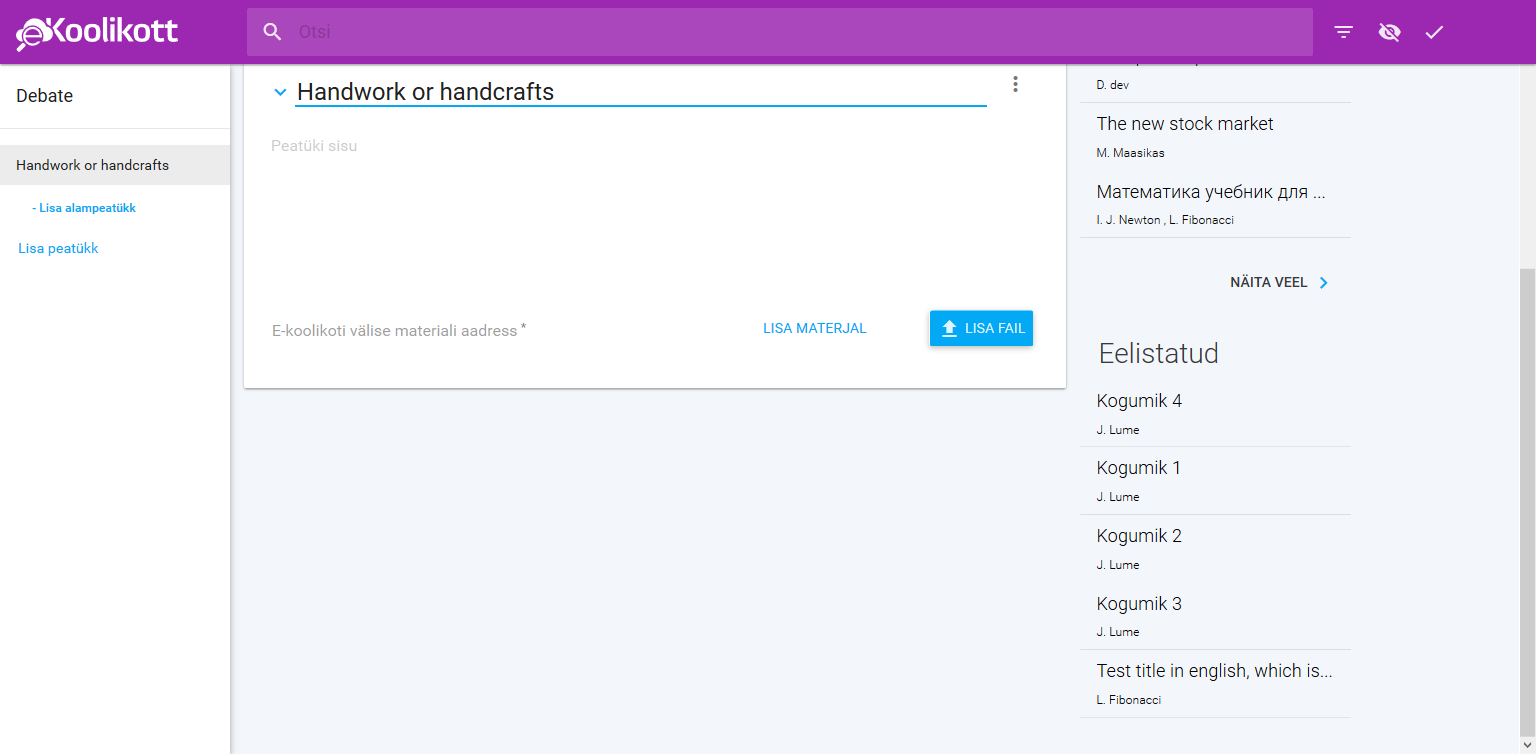 eKoolikott
Otsi
Debate
Handwork or handcrafts
- Lisa alampeatükk
Lisa peatükk
Handwork or handcrafts
Peatüki sisu
E-koolikoti välise materiali aadress *
LISA MATERJAL
LISA FAIL
D. dev
The new stock market
M. Maasikas
Математика учебник для ...
I. J. Newton , L. Fibonacci
NÄITA VEEL
Eelistatud
Kogumik 4
J. Lume
Kogumik 1
J. Lume
Kogumik 2
J. Lume
Kogumik 3
J. Lume
Test title in english, which is...
L. Fibonacci